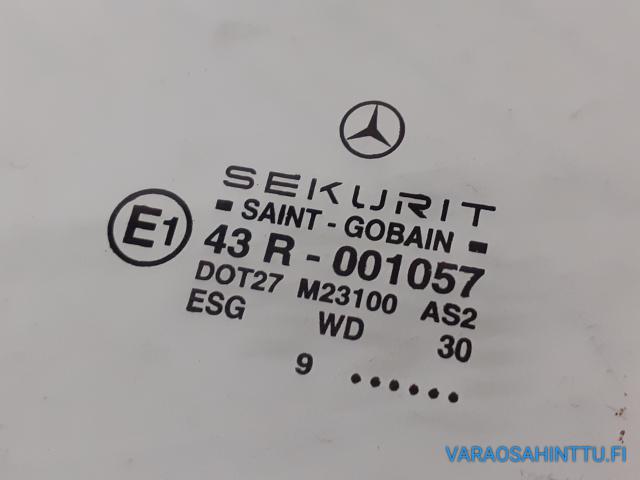 SEKURIT
SAINT - GOBAIN
E1
43 R - 001057
DOT27 M23100 AS2
ESG WD 30
9 ......
VARAOSAHINTTU.FI